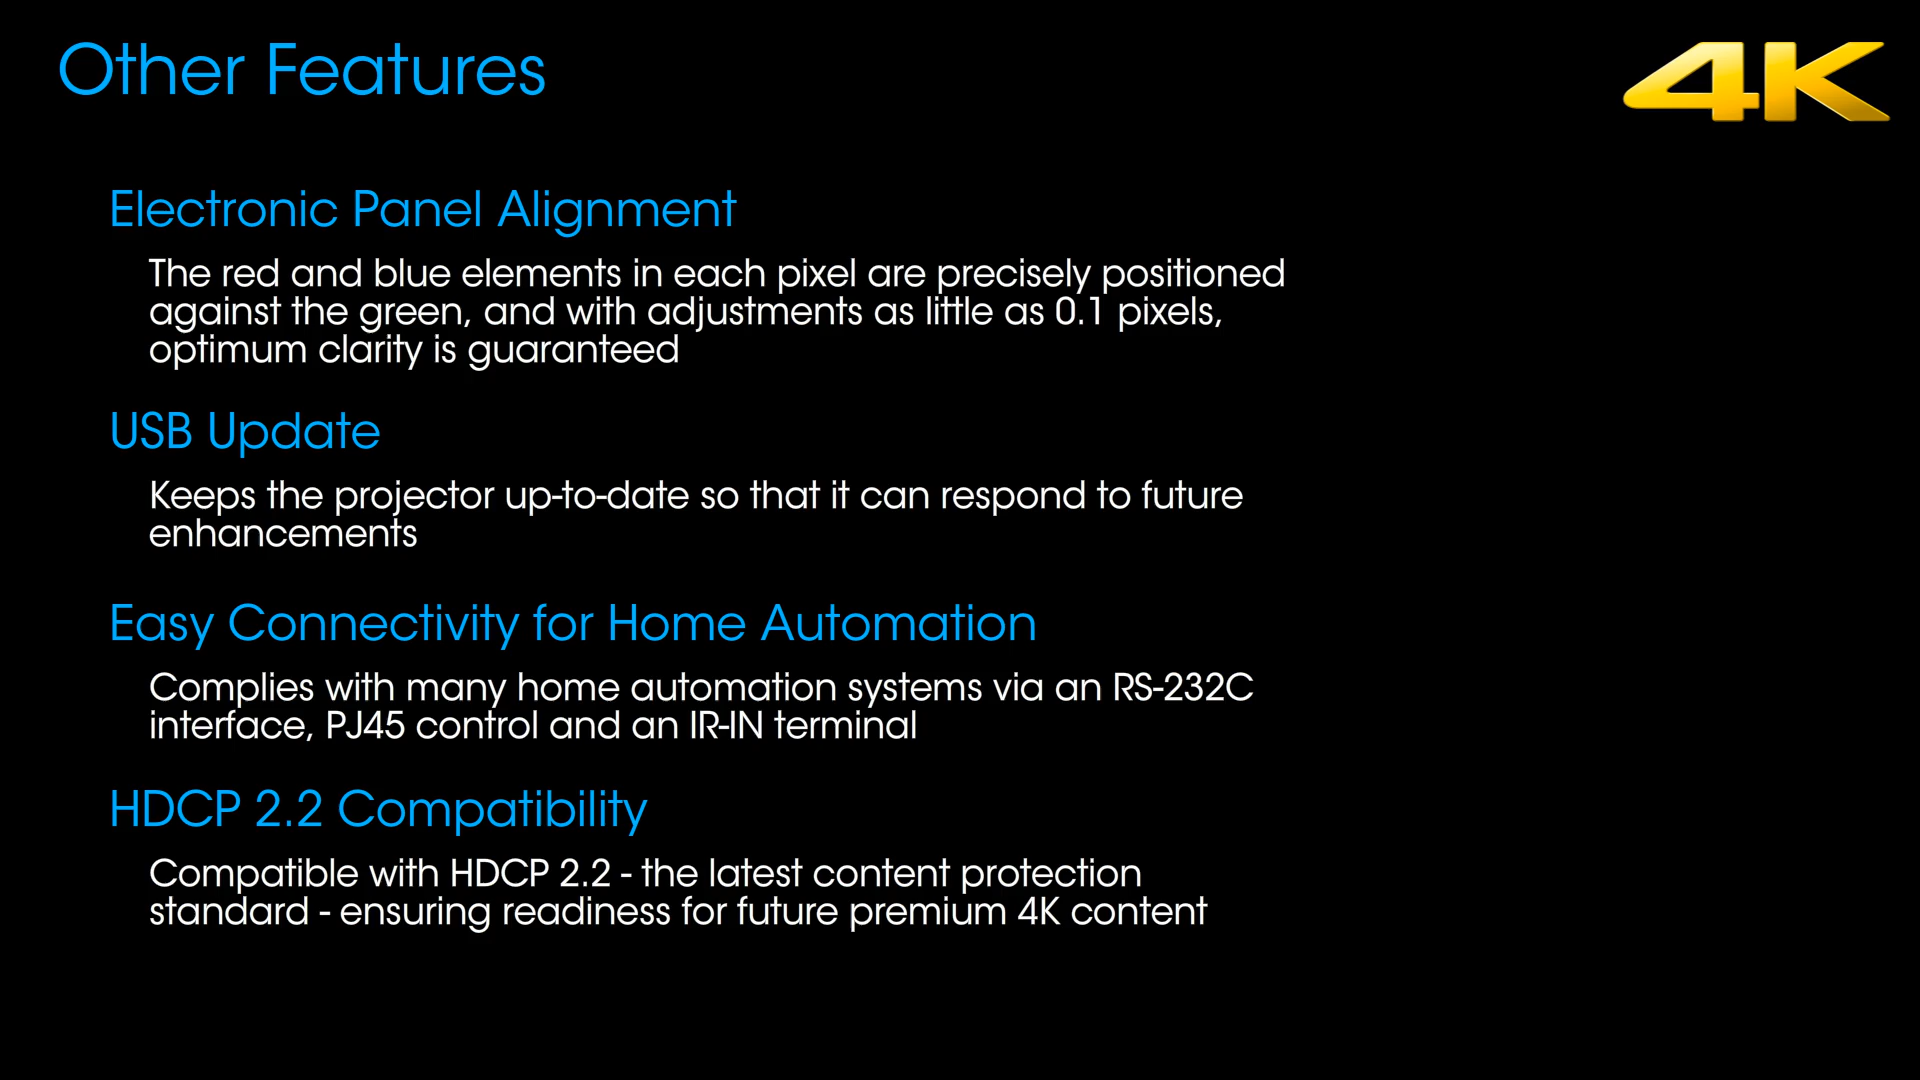 Other Features
4K
Electronic Panel Alignment
The red and blue elements in each pixel are precisely positioned
against the green, and with adjustments as little as 0.1 pixels,
optimum clarity is guaranteed
USB Update
Keeps the projector up-to-date so that it can respond to future
enhancements
Easy Connectivity for Home Automation
Complies with many home automation systems via an RS-232C
interface, PJ45 control and an IR-IN terminal
HDCP 2.2 Compatibility
Compatible with HDCP 2.2 - the latest content protection
standard - ensuring readiness for future premium 4K content